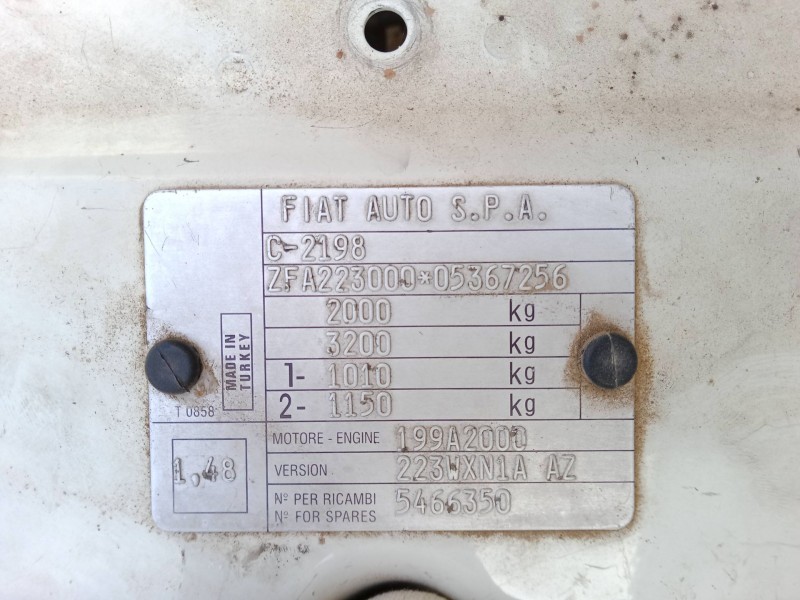 FIAT AUTO S.P.A.
C-2198
ZFA223000*05367256
2000 kg
3200 kg
1- 1010 kg
2- 1150 kg
MADE IN
TURKEY
T 0858
MOTORE - ENGINE 199A2000
1,48
VERSION 223WXN1A AZ
Nº PER RICAMBI 5466350
Nº FOR SPARES